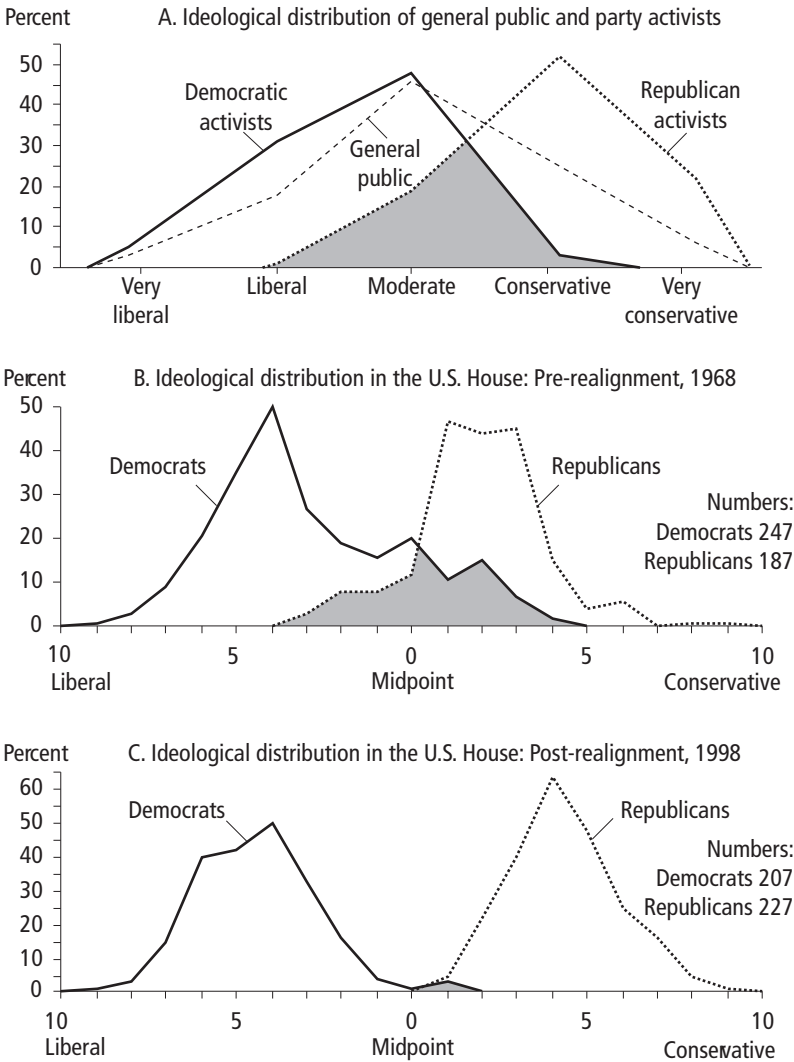 Percent
A. Ideological distribution of general public and party activists
50
40
30
20
10
0
Democratic
activists
General
public
Republican
activists
Very
liberal
Liberal
Moderate
Conservative
Very
conservative
Percent
B. Ideological distribution in the U.S. House: Pre-realignment, 1968
50
40
30
20
10
0
Democrats
Republicans
Numbers:
Democrats 247
Republicans 187
10 5 0 5 10
Liberal Midpoint Conservative
Percent
C. Ideological distribution in the U.S. House: Post-realignment, 1998
60
50
40
30
20
10
0
Democrats
Republicans
Numbers:
Democrats 207
Republicans 227
10 5 0 5 10
Liberal Midpoint Conservative